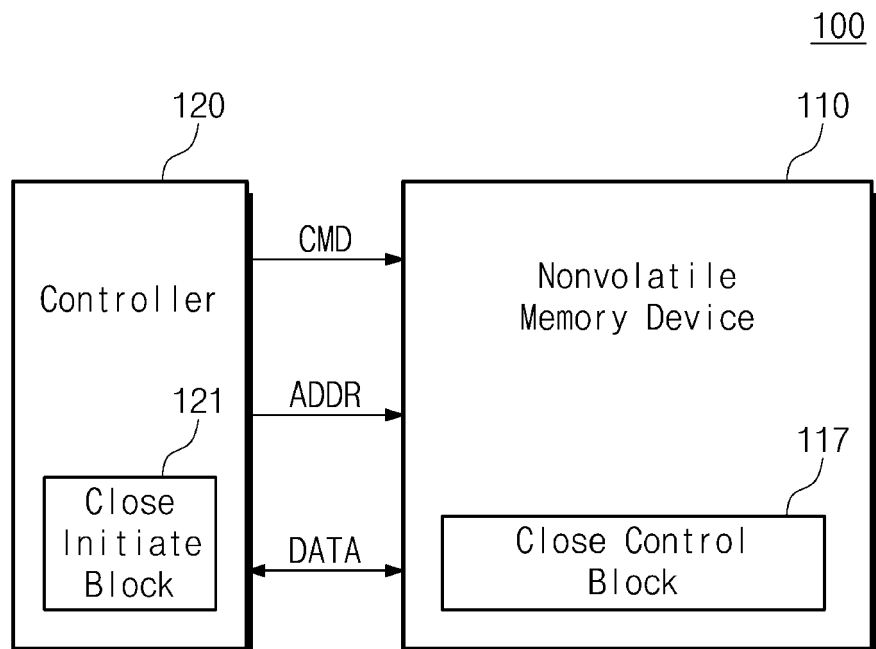 100
120
110
CMD
Controller
Nonvolatile
Memory Device
ADDR
121
117
Close
Initiate
Block
DATA
Close Control
Block